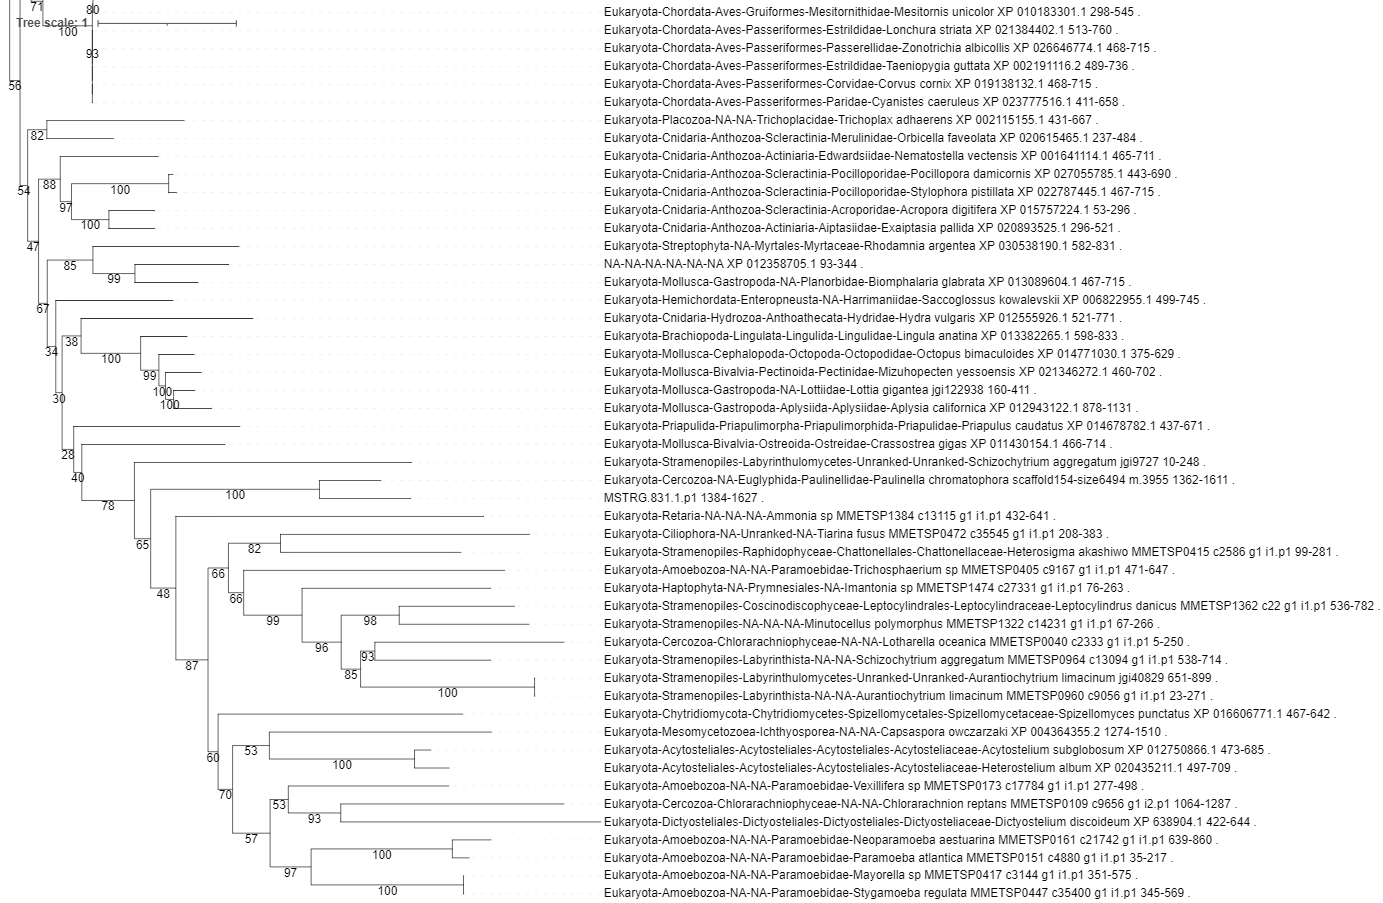 71
80
Tree scale: 1
100
93
56
82
54
88
100
97
100
47
85
99
67
38
34
100
99
100
100
30
28
40
78
100
65
82
66
48
66
99
98
96
93
85
100
87
53
60
100
70
53
93
57
100
97
100
Eukaryota-Chordata-Aves-Gruiformes-Mesitornithidae-Mesitornis unicolor XP 010183301.1 298-545 .
Eukaryota-Chordata-Aves-Passeriformes-Estrildidae-Lonchura striata XP 021384402.1 513-760 .
Eukaryota-Chordata-Aves-Passeriformes-Passerellidae-Zonotrichia albicollis XP 026646774.1 468-715 .
Eukaryota-Chordata-Aves-Passeriformes-Estrildidae-Taeniopygia guttata XP 002191116.2 489-736 .
Eukaryota-Chordata-Aves-Passeriformes-Corvidae-Corvus cornix XP 019138132.1 468-715 .
Eukaryota-Chordata-Aves-Passeriformes-Paridae-Cyanistes caeruleus XP 023777516.1 411-658 .
Eukaryota-Placozoa-NA-NA-Trichoplacidae-Trichoplax adhaerens XP 002115155.1 431-667 .
Eukaryota-Cnidaria-Anthozoa-Scleractinia-Merulinidae-Orbicella faveolata XP 020615465.1 237-484 .
Eukaryota-Cnidaria-Anthozoa-Actiniaria-Edwardsiidae-Nematostella vectensis XP 001641114.1 465-711 .
Eukaryota-Cnidaria-Anthozoa-Scleractinia-Pocilloporidae-Pocillopora damicornis XP 027055785.1 443-690 .
Eukaryota-Cnidaria-Anthozoa-Scleractinia-Pocilloporidae-Stylophora pistillata XP 022787445.1 467-715 .
Eukaryota-Cnidaria-Anthozoa-Scleractinia-Acroporidae-Acropora digitifera XP 015757224.1 53-296 .
Eukaryota-Cnidaria-Anthozoa-Actiniaria-Aiptasiidae-Exaiptasia pallida XP 020893525.1 296-521 .
Eukaryota-Streptophyta-NA-Myrtales-Myrtaceae-Rhodamnia argentea XP 030538190.1 582-831 .
NA-NA-NA-NA-NA-NA XP 012358705.1 93-344 .
Eukaryota-Mollusca-Gastropoda-NA-Planorbidae-Biomphalaria glabrata XP 013089604.1 467-715 .
Eukaryota-Hemichordata-Enteropneusta-NA-Harrimaniidae-Saccoglossus kowalevskii XP 006822955.1 499-745 .
Eukaryota-Cnidaria-Hydrozoa-Anthoathecata-Hydridae-Hydra vulgaris XP 012555926.1 521-771 .
Eukaryota-Brachiopoda-Lingulata-Lingulida-Lingulidae-Lingula anatina XP 013382265.1 598-833 .
Eukaryota-Mollusca-Cephalopoda-Octopoda-Octopodidae-Octopus bimaculoides XP 014771030.1 375-629 .
Eukaryota-Mollusca-Bivalvia-Pectinoida-Pectinidae-Mizuhopecten yessoensis XP 021346272.1 460-702 .
Eukaryota-Mollusca-Gastropoda-NA-Lottiidae-Lottia gigantea jgi122938 160-411 .
Eukaryota-Mollusca-Gastropoda-Aplysiida-Aplysiidae-Aplysia californica XP 012943122.1 878-1131 .
Eukaryota-Priapulida-Priapulimorpha-Priapulimorphida-Priapulidae-Priapulus caudatus XP 014678782.1 437-671 .
Eukaryota-Mollusca-Bivalvia-Ostreoida-Ostreidae-Crassostrea gigas XP 011430154.1 466-714 .
Eukaryota-Stramenopiles-Labyrinthulomycetes-Unranked-Unranked-Schizochytrium aggregatum jgi9727 10-248 .
Eukaryota-Cercozoa-NA-Euglyphida-Paulinellidae-Paulinella chromatophora scaffold154-size6494 m.3955 1362-1611 .
MSTRG.831.1.p1 1384-1627 .
Eukaryota-Retaria-NA-NA-NA-Ammonia sp MMETSP1384 c13115 g1 i1.p1 432-641 .
Eukaryota-Ciliophora-NA-Unranked-NA-Tiarina fusus MMETSP0472 c35545 g1 i1.p1 208-383 .
Eukaryota-Stramenopiles-Raphidophyceae-Chattonellales-Chattonellaceae-Heterosigma akashiwo MMETSP0415 c2586 g1 i1.p1 99-281 .
Eukaryota-Amoebozoa-NA-NA-Paramoebidae-Trichosphaerium sp MMETSP0405 c9167 g1 i1.p1 471-647 .
Eukaryota-Haptophyta-NA-Prymnesiales-NA-Imantonia sp MMETSP1474 c27331 g1 i1.p1 76-263 .
Eukaryota-Stramenopiles-Coscinodiscophyceae-Leptocylindrales-Leptocylindraceae-Leptocylindrus danicus MMETSP1362 c22 g1 i1.p1 536-782 .
Eukaryota-Stramenopiles-NA-NA-NA-Minutocellus polymorphus MMETSP1322 c14231 g1 i1.p1 67-266 .
Eukaryota-Cercozoa-Chlorarachniophyceae-NA-NA-Lotharella oceanica MMETSP0040 c2333 g1 i1.p1 5-250 .
Eukaryota-Stramenopiles-Labyrinthista-NA-NA-Schizochytrium aggregatum MMETSP0964 c13094 g1 i1.p1 538-714 .
Eukaryota-Stramenopiles-Labyrinthulomycetes-Unranked-Unranked-Aurantiochytrium limacinum jgi40829 651-899 .
Eukaryota-Stramenopiles-Labyrinthista-NA-NA-Aurantiochytrium limacinum MMETSP0960 c9056 g1 i1.p1 23-271 .
Eukaryota-Chytridiomycota-Chytridiomycetes-Spizellomycetales-Spizellomycetaceae-Spizellomyces punctatus XP 016606771.1 467-642 .
Eukaryota-Mesomycetozoea-Ichthyosporea-NA-NA-Capsaspora owczarzaki XP 004364355.2 1274-1510 .
Eukaryota-Acytosteliales-Acytosteliales-Acytosteliales-Acytosteliaceae-Acytostelium subglobosum XP 012750866.1 473-685 .
Eukaryota-Acytosteliales-Acytosteliales-Acytosteliales-Acytosteliaceae-Heterostelium album XP 020435211.1 497-709 .
Eukaryota-Amoebozoa-NA-NA-Paramoebidae-Vexillifera sp MMETSP0173 c17784 g1 i1.p1 277-498 .
Eukaryota-Cercozoa-Chlorarachniophyceae-NA-NA-Chlorarachnion reptans MMETSP0109 c9656 g1 i2.p1 1064-1287 .
Eukaryota-Dictyosteliales-Dictyosteliales-Dictyosteliales-Dictyosteliaceae-Dictyostelium discoideum XP 638904.1 422-644 .
Eukaryota-Amoebozoa-NA-NA-Paramoebidae-Neoparamoeba aestuarina MMETSP0161 c21742 g1 i1.p1 639-860 .
Eukaryota-Amoebozoa-NA-NA-Paramoebidae-Paramoeba atlantica MMETSP0151 c4880 g1 i1.p1 35-217 .
Eukaryota-Amoebozoa-NA-NA-Paramoebidae-Mayorella sp MMETSP0417 c3144 g1 i1.p1 351-575 .
Eukaryota-Amoebozoa-NA-NA-Paramoebidae-Stygamoeba regulata MMETSP0447 c35400 g1 i1.p1 345-569 .